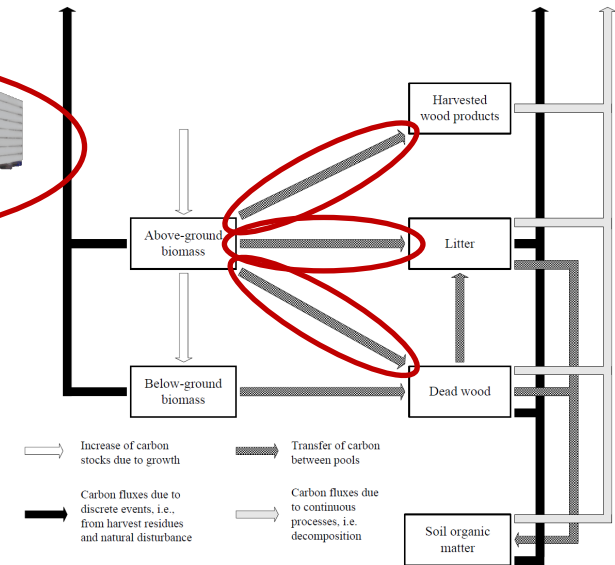 Harvested
wood products
Above-ground
biomass
Litter
Below-ground
biomass
Dead wood
Increase of carbon
stocks due to growth
Transfer of carbon
between pools
Carbon fluxes due to
discrete events, i.e..
from harvest residues
and natural disturbance
Carbon fluxes due
to continuous
processes, i.e.
decomposition
Soil organic
matter